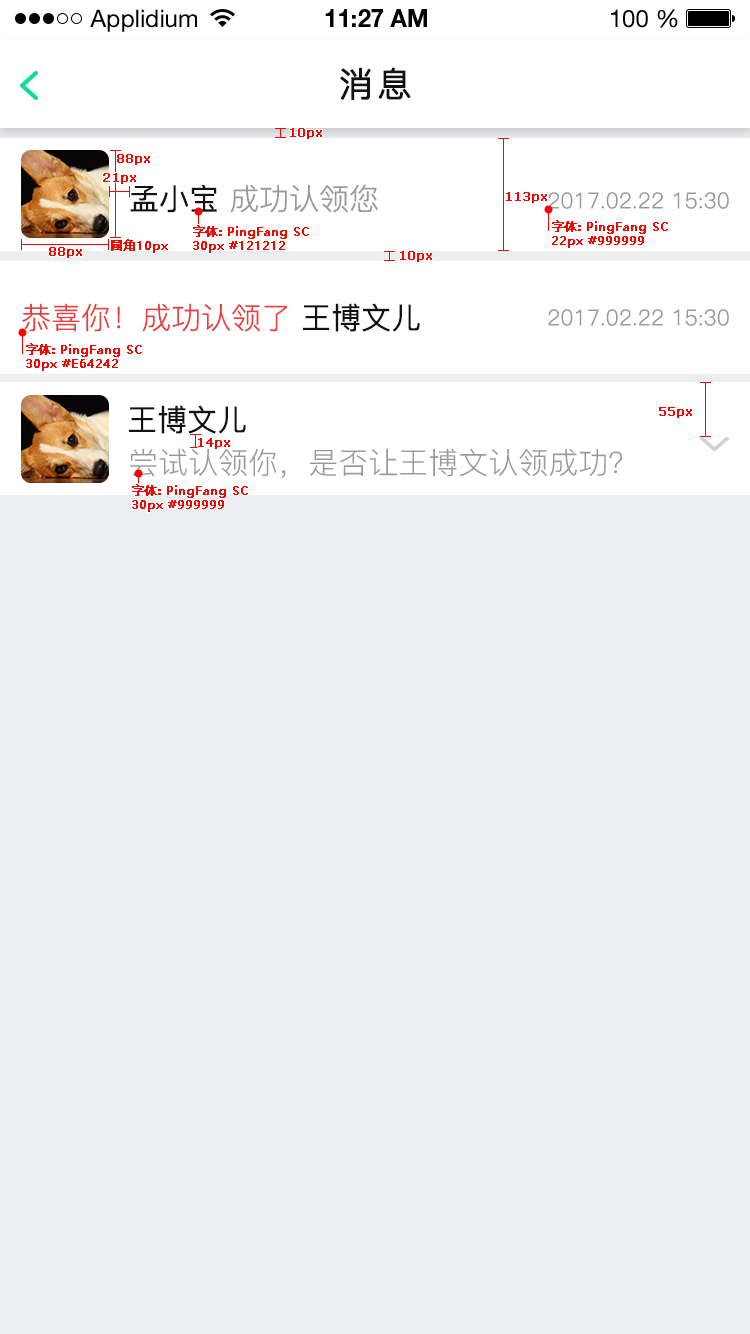 Applidium 11:27 AM 100 %
消息
10px
88px
21px
孟小宝 成功认领您 113px 2017.02.22 15:30
字体: PingFang SC
30px #121212
字体: PingFang SC
22px #999999
圆角10px
88px
10px
恭喜你！成功认领了 王博文儿 2017.02.22 15:30
字体: PingFang SC
30px #E64242
王博文儿 55px
14px
尝试认领你，是否让王博文认领成功？
字体: PingFang SC
30px #999999